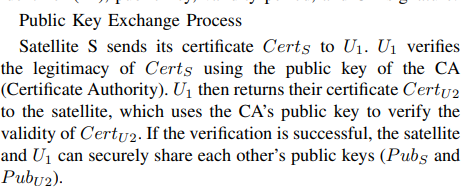 Public Key Exchange Process
Satellite S sends its certificate Cert_S to U_1. U_1 verifies
the legitimacy of Cert_S using the public key of the CA
(Certificate Authority). U_1 then returns their certificate Cert_{U2}
to the satellite, which uses the CA's public key to verify the
validity of Cert_{U2}. If the verification is successful, the satellite
and U_1 can securely share each other's public keys (Pub_S and
Pub_{U2}).